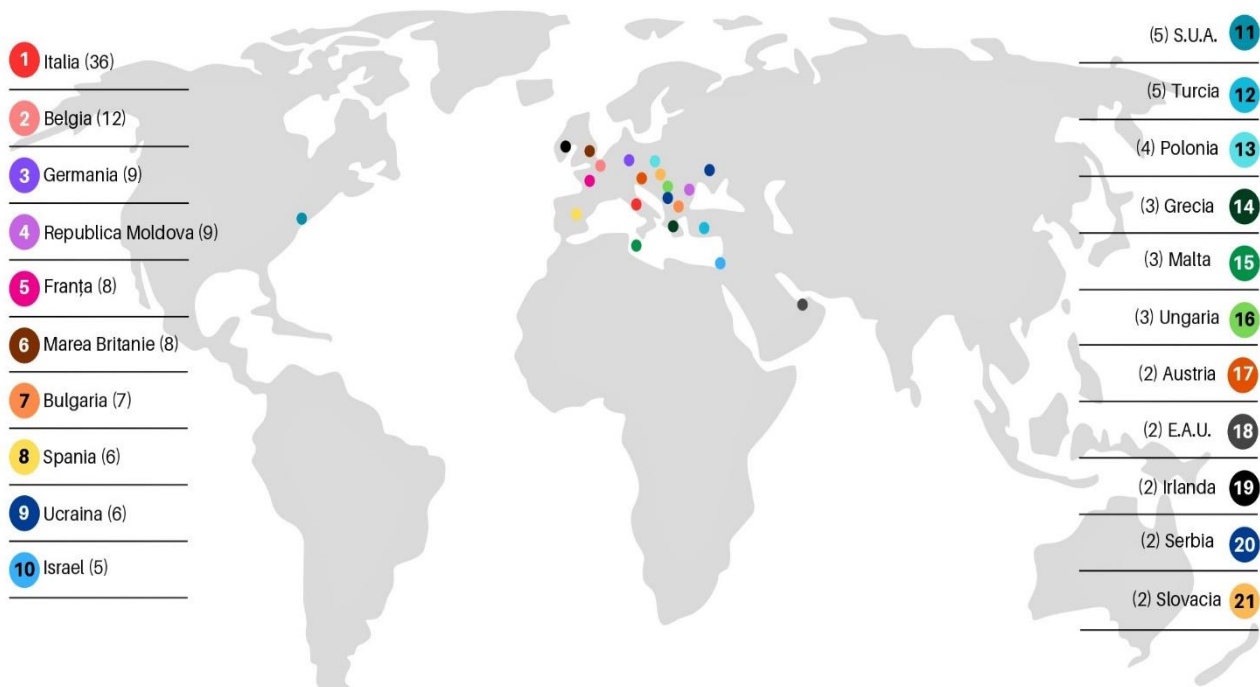 1 Italia (36)
2 Belgia (12)
3 Germania (9)
4 Republica Moldova (9)
5 Franța (8)
6 Marea Britanie (8)
7 Bulgaria (7)
8 Spania (6)
9 Ucraina (6)
10 Israel (5)
(5) S.U.A. 11
(5) Turcia 12
(4) Polonia 13
(3) Grecia 14
(3) Malta 15
(3) Ungaria 16
(2) Austria 17
(2) E.A.U. 18
(2) Irlanda 19
(2) Serbia 20
(2) Slovacia 21